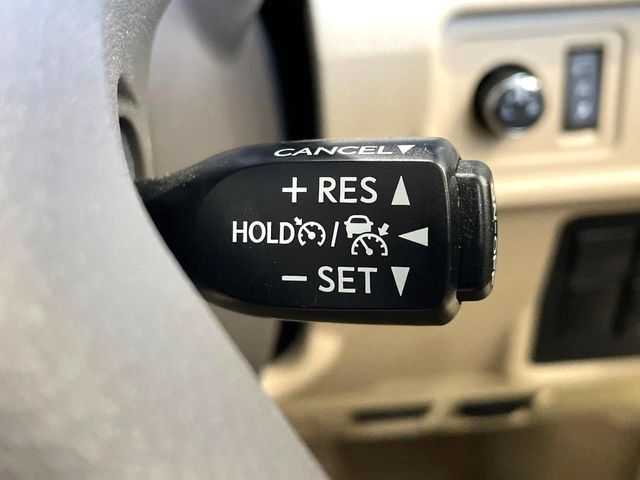 CANCEL▼
+ RES ▲
HOLD / ◀
− SET ▼